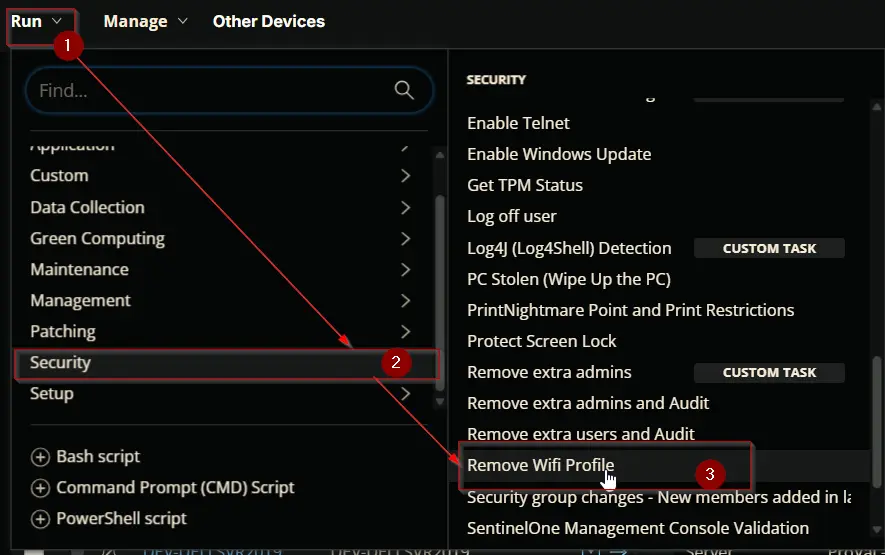 Run Manage Other Devices
1
Find...
Application
Custom
Data Collection
Green Computing
Maintenance
Management
Patching
Security 2
Setup
Bash script
Command Prompt (CMD) Script
PowerShell script
SECURITY
Enable Telnet
Enable Windows Update
Get TPM Status
Log off user
Log4J (Log4Shell) Detection CUSTOM TASK
PC Stolen (Wipe Up the PC)
PrintNightmare Point and Print Restrictions
Protect Screen Lock
Remove extra admins CUSTOM TASK
Remove extra admins and Audit
Remove extra users and Audit
Remove Wifi Profile 3
Security group changes - New members added in la
SentinelOne Management Console Validation